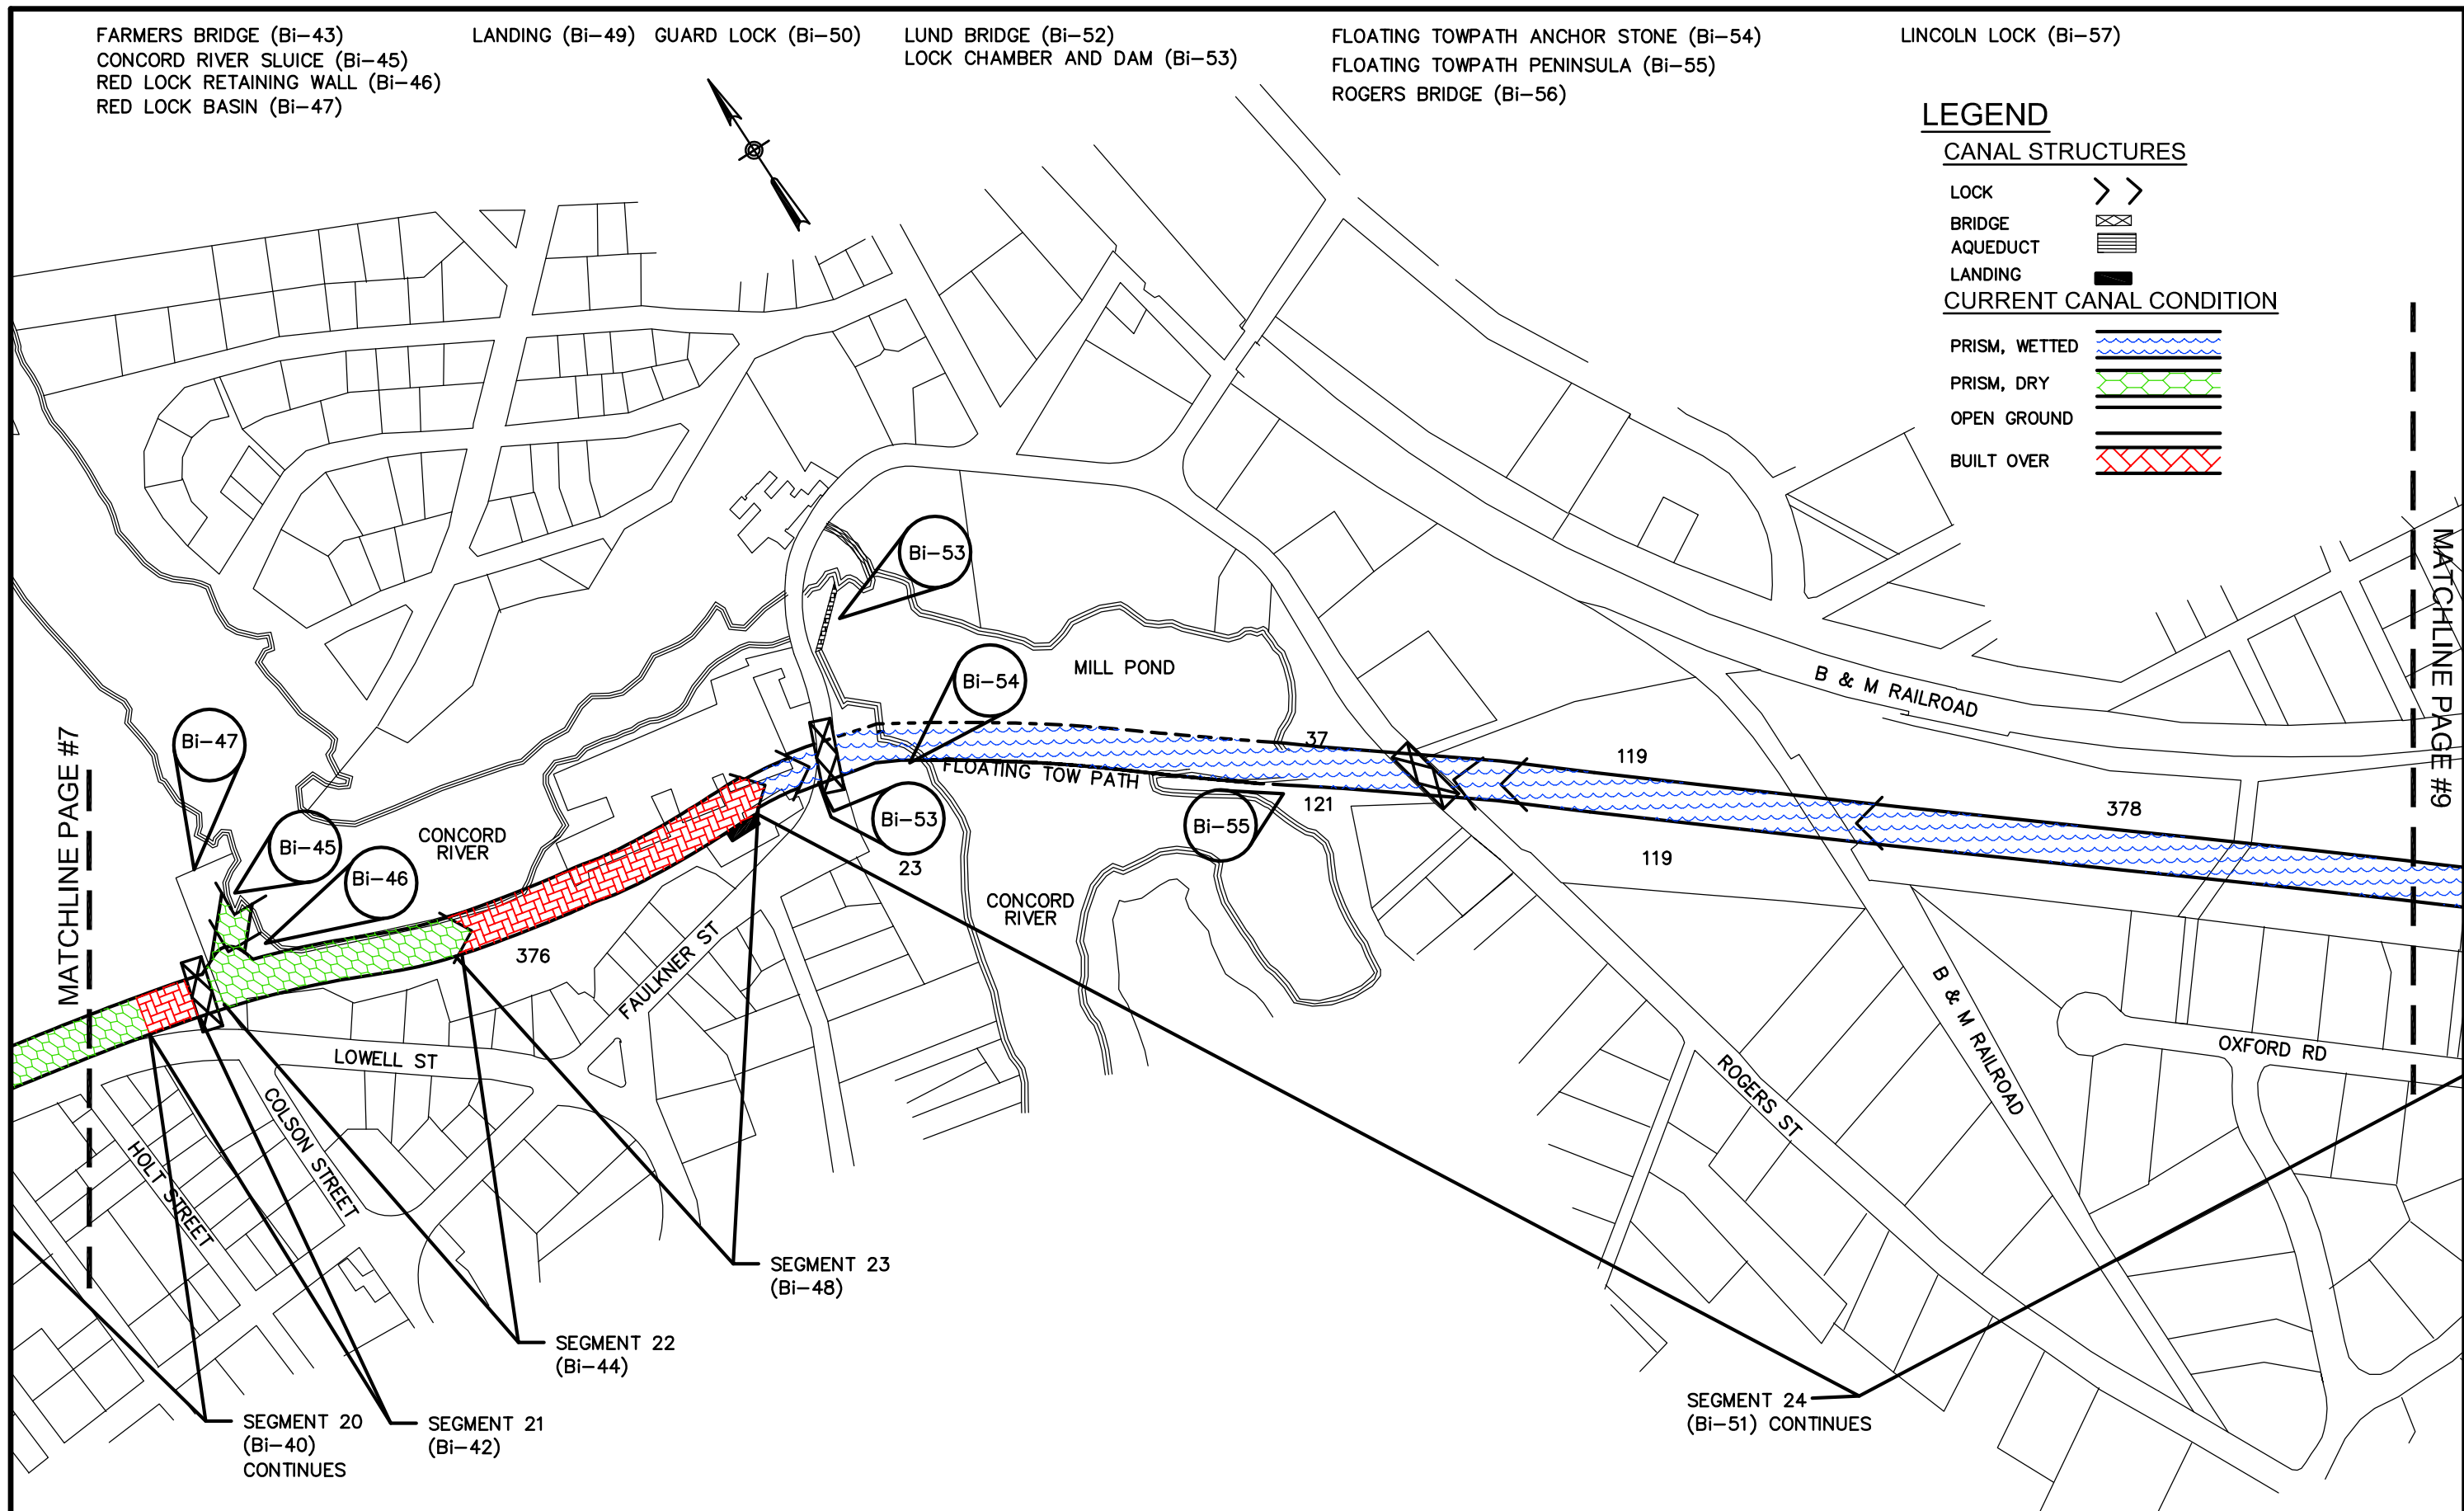 FARMERS BRIDGE (Bi-43)
CONCORD RIVER SLUICE (Bi-45)
RED LOCK RETAINING WALL (Bi-46)
RED LOCK BASIN (Bi-47)
LANDING (Bi-49) GUARD LOCK (Bi-50)
LUND BRIDGE (Bi-52)
LOCK CHAMBER AND DAM (Bi-53)
FLOATING TOWPATH ANCHOR STONE (Bi-54)
FLOATING TOWPATH PENINSULA (Bi-55)
ROGERS BRIDGE (Bi-56)
LINCOLN LOCK (Bi-57)
LEGEND
CANAL STRUCTURES
LOCK
BRIDGE
AQUEDUCT
LANDING
CURRENT CANAL CONDITION
PRISM, WETTED
PRISM, DRY
OPEN GROUND
BUILT OVER
MATCHLINE PAGE #7
MATCHLINE PAGE #9
Bi-53
Bi-54
MILL POND
B & M RAILROAD
Bi-47
37
119
FLOATING TOW PATH
121
378
Bi-45
CONCORD
RIVER
Bi-53
Bi-55
23
119
Bi-46
CONCORD
RIVER
376
FAULKNER ST
B & M RAILROAD
LOWELL ST
OXFORD RD
COLSON STREET
HOLT STREET
ROGERS ST
SEGMENT 23
(Bi-48)
SEGMENT 22
(Bi-44)
SEGMENT 24
(Bi-51) CONTINUES
SEGMENT 20
(Bi-40)
CONTINUES
SEGMENT 21
(Bi-42)